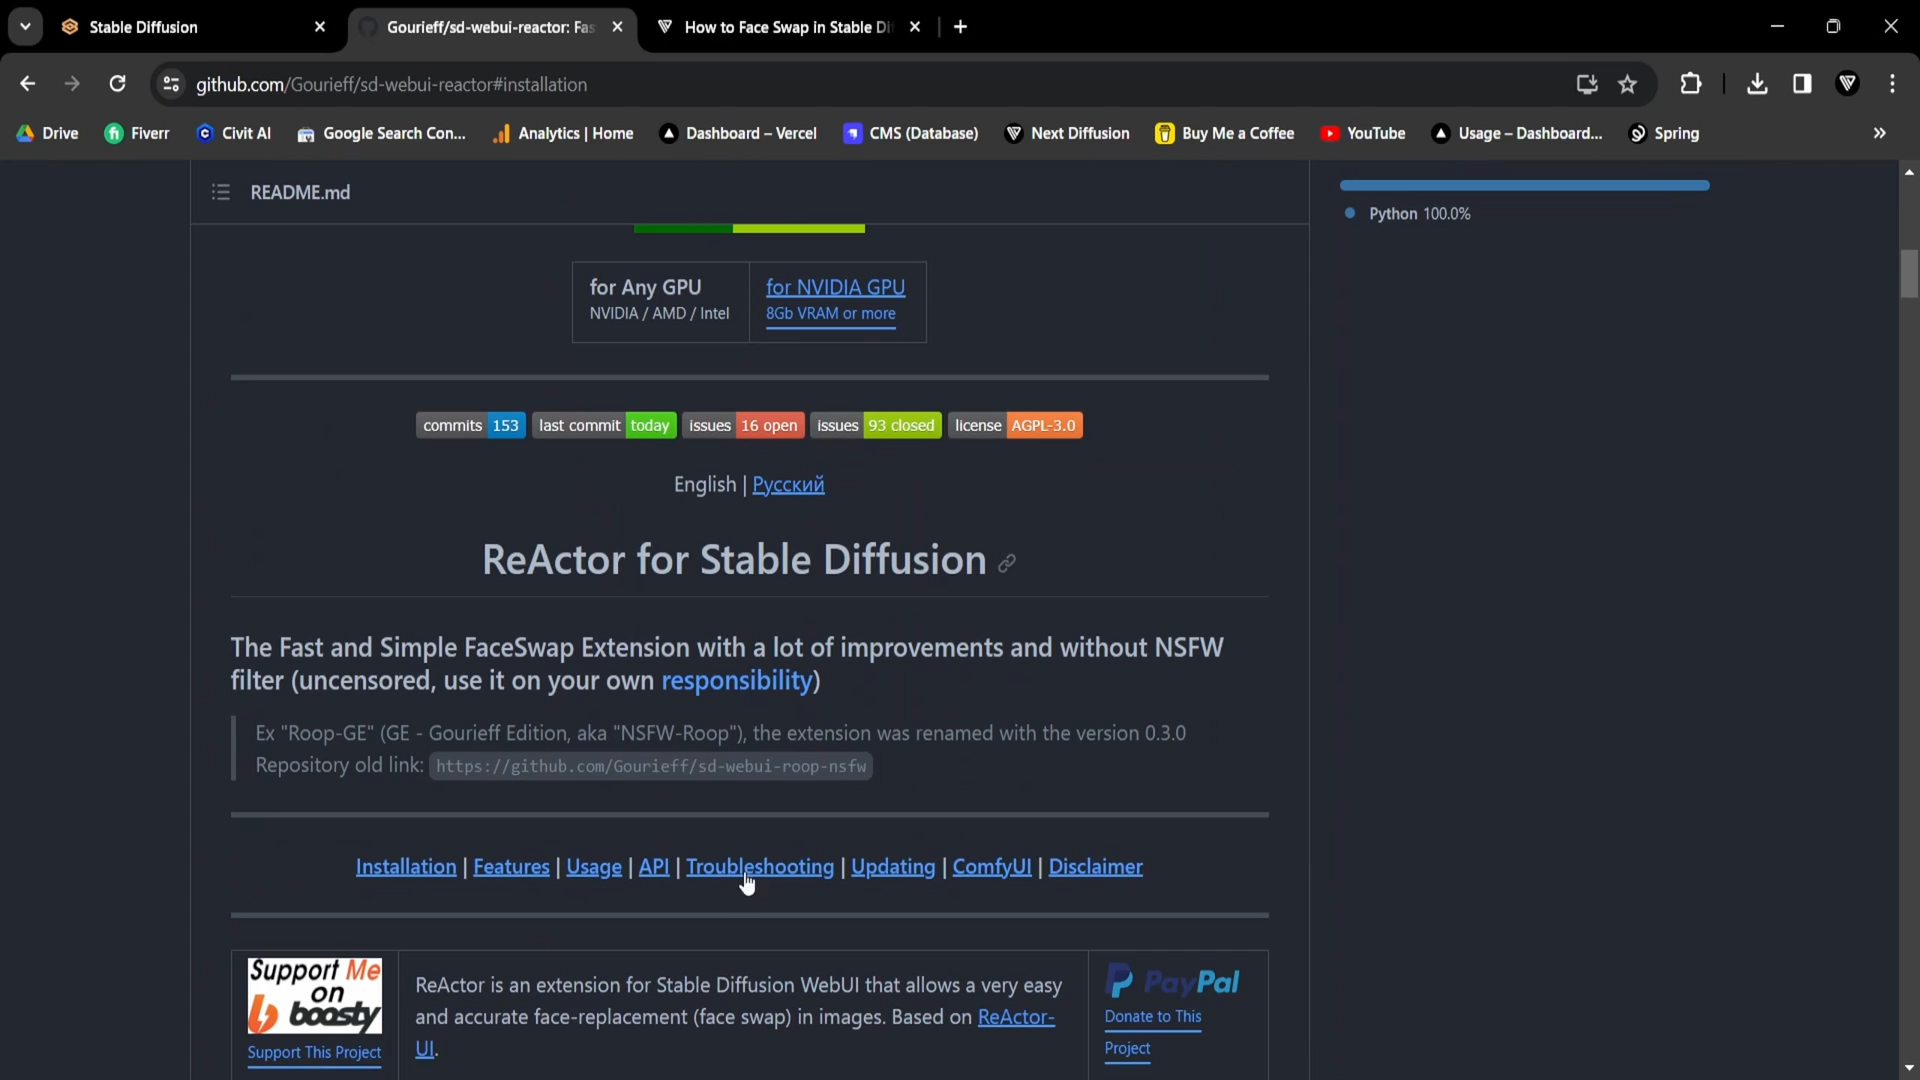 Stable Diffusion
Gourieff/sd-webui-reactor: Fas
How to Face Swap in Stable Di
github.com/Gourieff/sd-webui-reactor#installation
Drive
Fiverr
Civit AI
Google Search Con...
Analytics | Home
Dashboard – Vercel
CMS (Database)
Next Diffusion
Buy Me a Coffee
YouTube
Usage – Dashboard...
Spring
README.md
Python 100.0%
for Any GPU
NVIDIA / AMD / Intel
for NVIDIA GPU
8Gb VRAM or more
commits 153
last commit today
issues 16 open
issues 93 closed
license AGPL-3.0
English | Русский
ReActor for Stable Diffusion
The Fast and Simple FaceSwap Extension with a lot of improvements and without NSFW
filter (uncensored, use it on your own responsibility)
Ex "Roop-GE" (GE - Gourieff Edition, aka "NSFW-Roop"), the extension was renamed with the version 0.3.0
Repository old link: https://github.com/Gourieff/sd-webui-roop-nsfw
Installation | Features | Usage | API | Troubleshooting | Updating | ComfyUI | Disclaimer
Support Me
on
boosty
Support This Project
ReActor is an extension for Stable Diffusion WebUI that allows a very easy
and accurate face-replacement (face swap) in images. Based on ReActor-
UI.
PayPal
Donate to This
Project